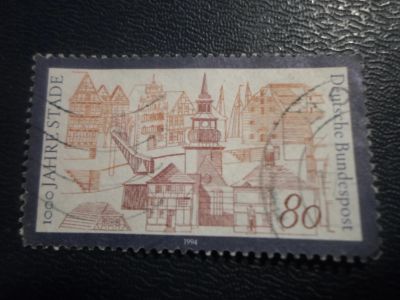 1000 JAHRE STADE
Deutsche Bundespost
80
1994